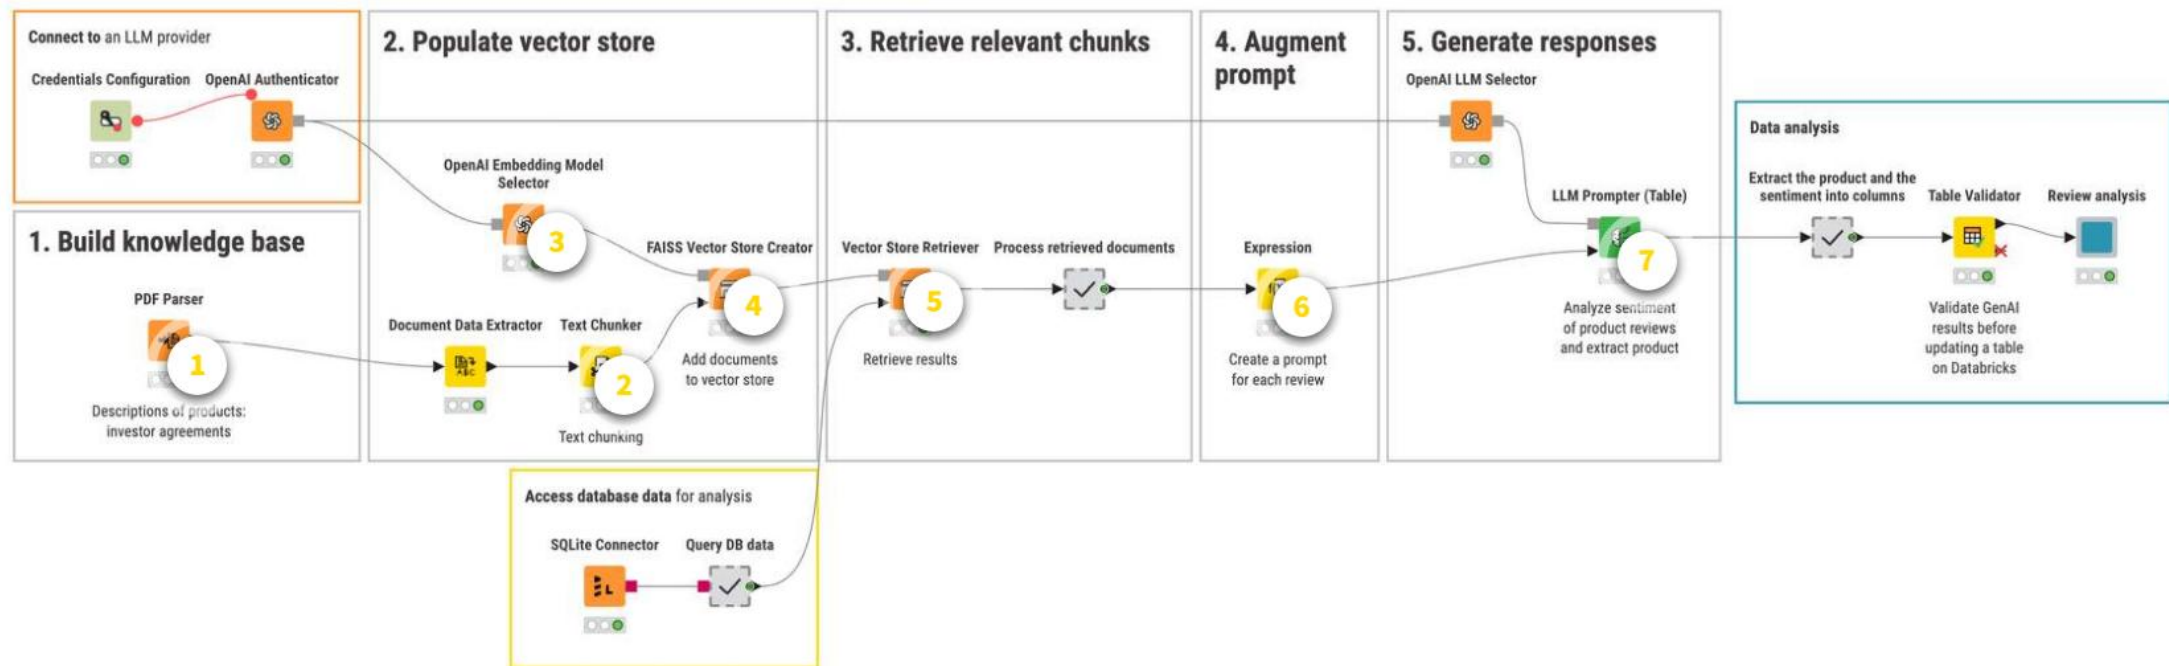 Connect to an LLM provider
Credentials Configuration
OpenAI Authenticator
1. Build knowledge base
PDF Parser
1
Descriptions of products:
investor agreements
2. Populate vector store
OpenAI Embedding Model
Selector
3
FAISS Vector Store Creator
4
Add documents
to vector store
Document Data Extractor
Text Chunker
2
Text chunking
3. Retrieve relevant chunks
Vector Store Retriever
5
Retrieve results
Process retrieved documents
4. Augment
prompt
Expression
6
Create a prompt
for each review
5. Generate responses
OpenAI LLM Selector
LLM Prompter (Table)
7
Analyze sentiment
of product reviews
and extract product
Data analysis
Extract the product and the
sentiment into columns
Table Validator
Validate GenAI
results before
updating a table
on Databricks
Review analysis
Access database data for analysis
SQLite Connector
Query DB data